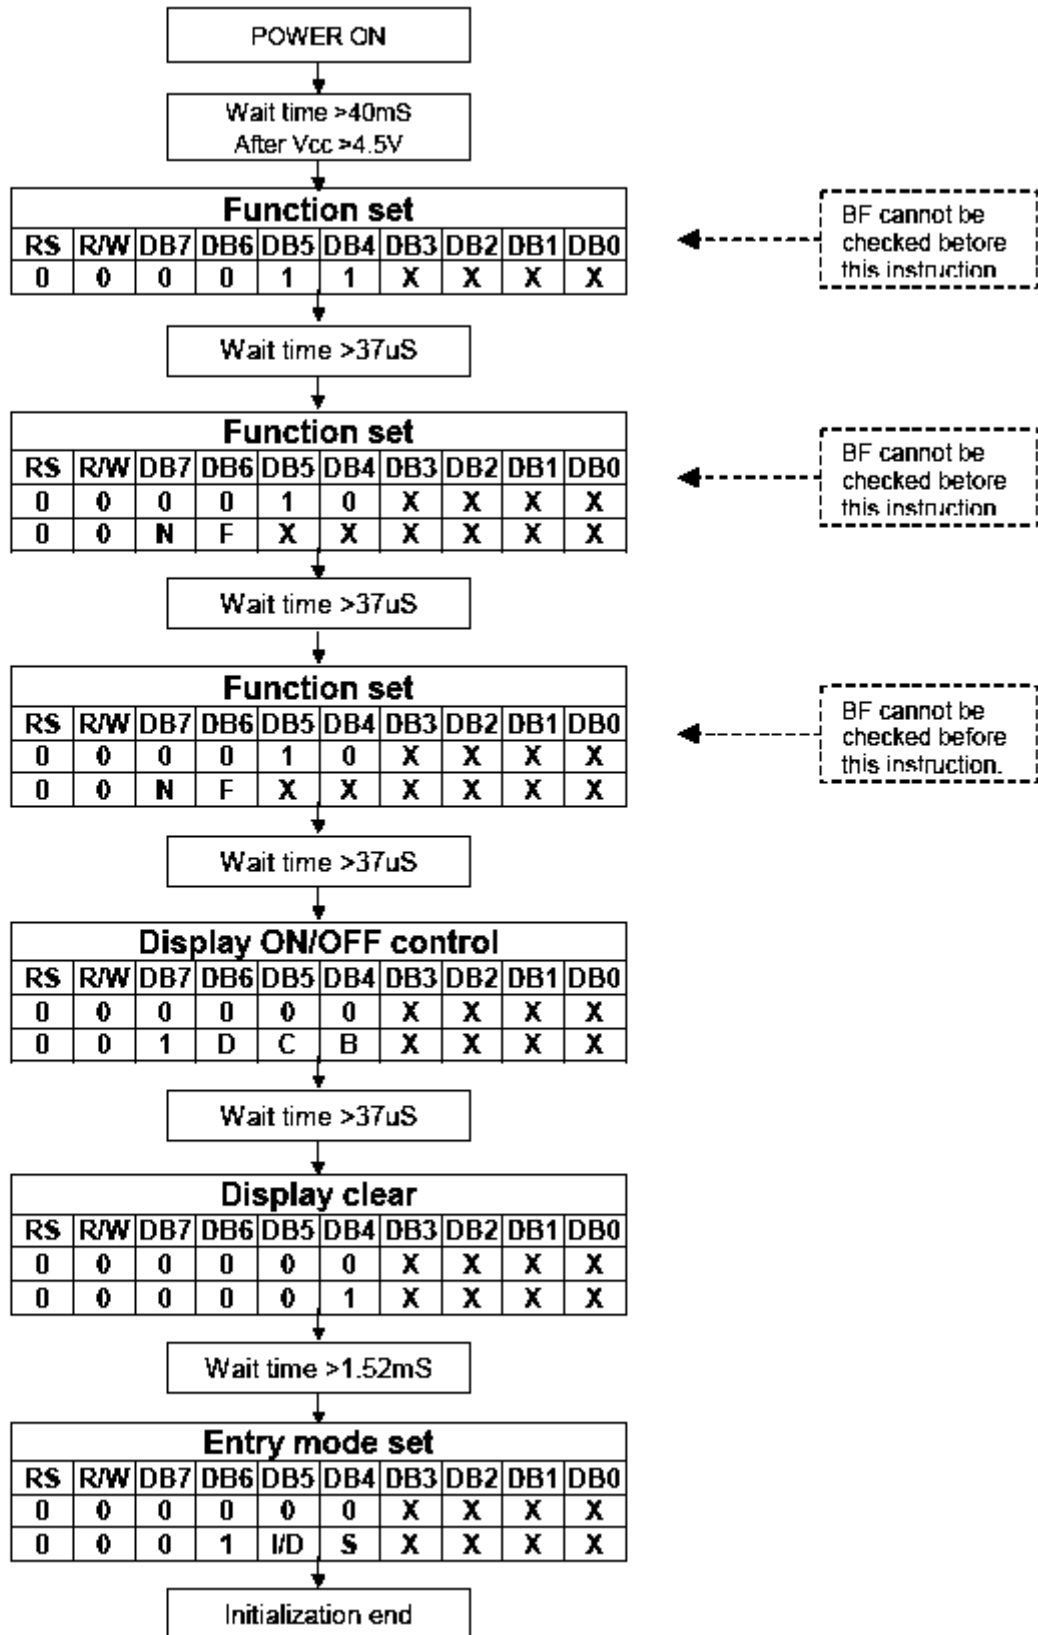 POWER ON
Wait time >40mS
After Vcc >4.5V
Function set
RS R/W DB7 DB6 DB5 DB4 DB3 DB2 DB1 DB0
0 0 0 0 1 1 X X X X
BF cannot be
checked before
this instruction
Wait time >37uS
Function set
RS R/W DB7 DB6 DB5 DB4 DB3 DB2 DB1 DB0
0 0 0 0 1 0 X X X X
0 0 N F X X X X X X
BF cannot be
checked before
this instruction
Wait time >37uS
Function set
RS R/W DB7 DB6 DB5 DB4 DB3 DB2 DB1 DB0
0 0 0 0 1 0 X X X X
0 0 N F X X X X X X
BF cannot be
checked before
this instruction.
Wait time >37uS
Display ON/OFF control
RS R/W DB7 DB6 DB5 DB4 DB3 DB2 DB1 DB0
0 0 0 0 0 0 X X X X
0 0 1 D C B X X X X
Wait time >37uS
Display clear
RS R/W DB7 DB6 DB5 DB4 DB3 DB2 DB1 DB0
0 0 0 0 0 0 X X X X
0 0 0 0 0 1 X X X X
Wait time >1.52mS
Entry mode set
RS R/W DB7 DB6 DB5 DB4 DB3 DB2 DB1 DB0
0 0 0 0 0 0 X X X X
0 0 0 1 I/D S X X X X
Initialization end